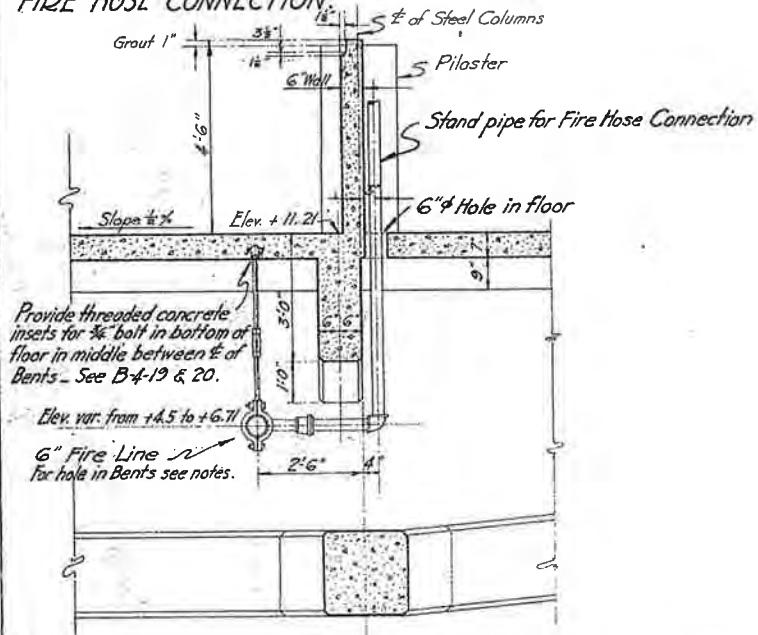 FIRE HOSE CONNECTION.
1½"
℄ of Steel Columns
Grout 1"
3½"
1½"
Pilaster
6" Wall
4'-6"
Stand pipe for Fire Hose Connection
6"ϕ Hole in floor
Elev. + 11.21
7"
9"
3'-0"
6" 6"
1'-0"
Provide threaded concrete
insets for ¾" bolt in bottom of
floor in middle between ℄ of
Bents - See B-4-19 & 20.
Elev. var. from +4.5 to +6.71
6" Fire Line
For hole in Bents see notes.
2'-6"
4"